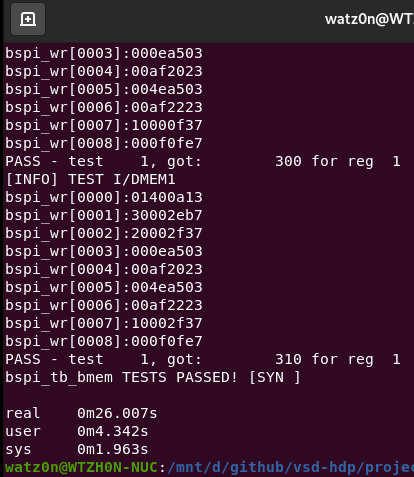 watz0n@WTZ
bspi_wr[0003]:000ea503
bspi_wr[0004]:00af2023
bspi_wr[0005]:004ea503
bspi_wr[0006]:00af2223
bspi_wr[0007]:10000f37
bspi_wr[0008]:000f0fe7
PASS - test    1, got:        300 for reg  1
[INFO] TEST I/DMEM1
bspi_wr[0000]:01400a13
bspi_wr[0001]:30002eb7
bspi_wr[0002]:20002f37
bspi_wr[0003]:000ea503
bspi_wr[0004]:00af2023
bspi_wr[0005]:004ea503
bspi_wr[0006]:00af2223
bspi_wr[0007]:10002f37
bspi_wr[0008]:000f0fe7
PASS - test    1, got:        310 for reg  1
bspi_tb_bmem TESTS PASSED! [SYN ]
real    0m26.007s
user    0m4.342s
sys     0m1.963s
watz0n@WTZH0N-NUC:/mnt/d/github/vsd-hdp/projec